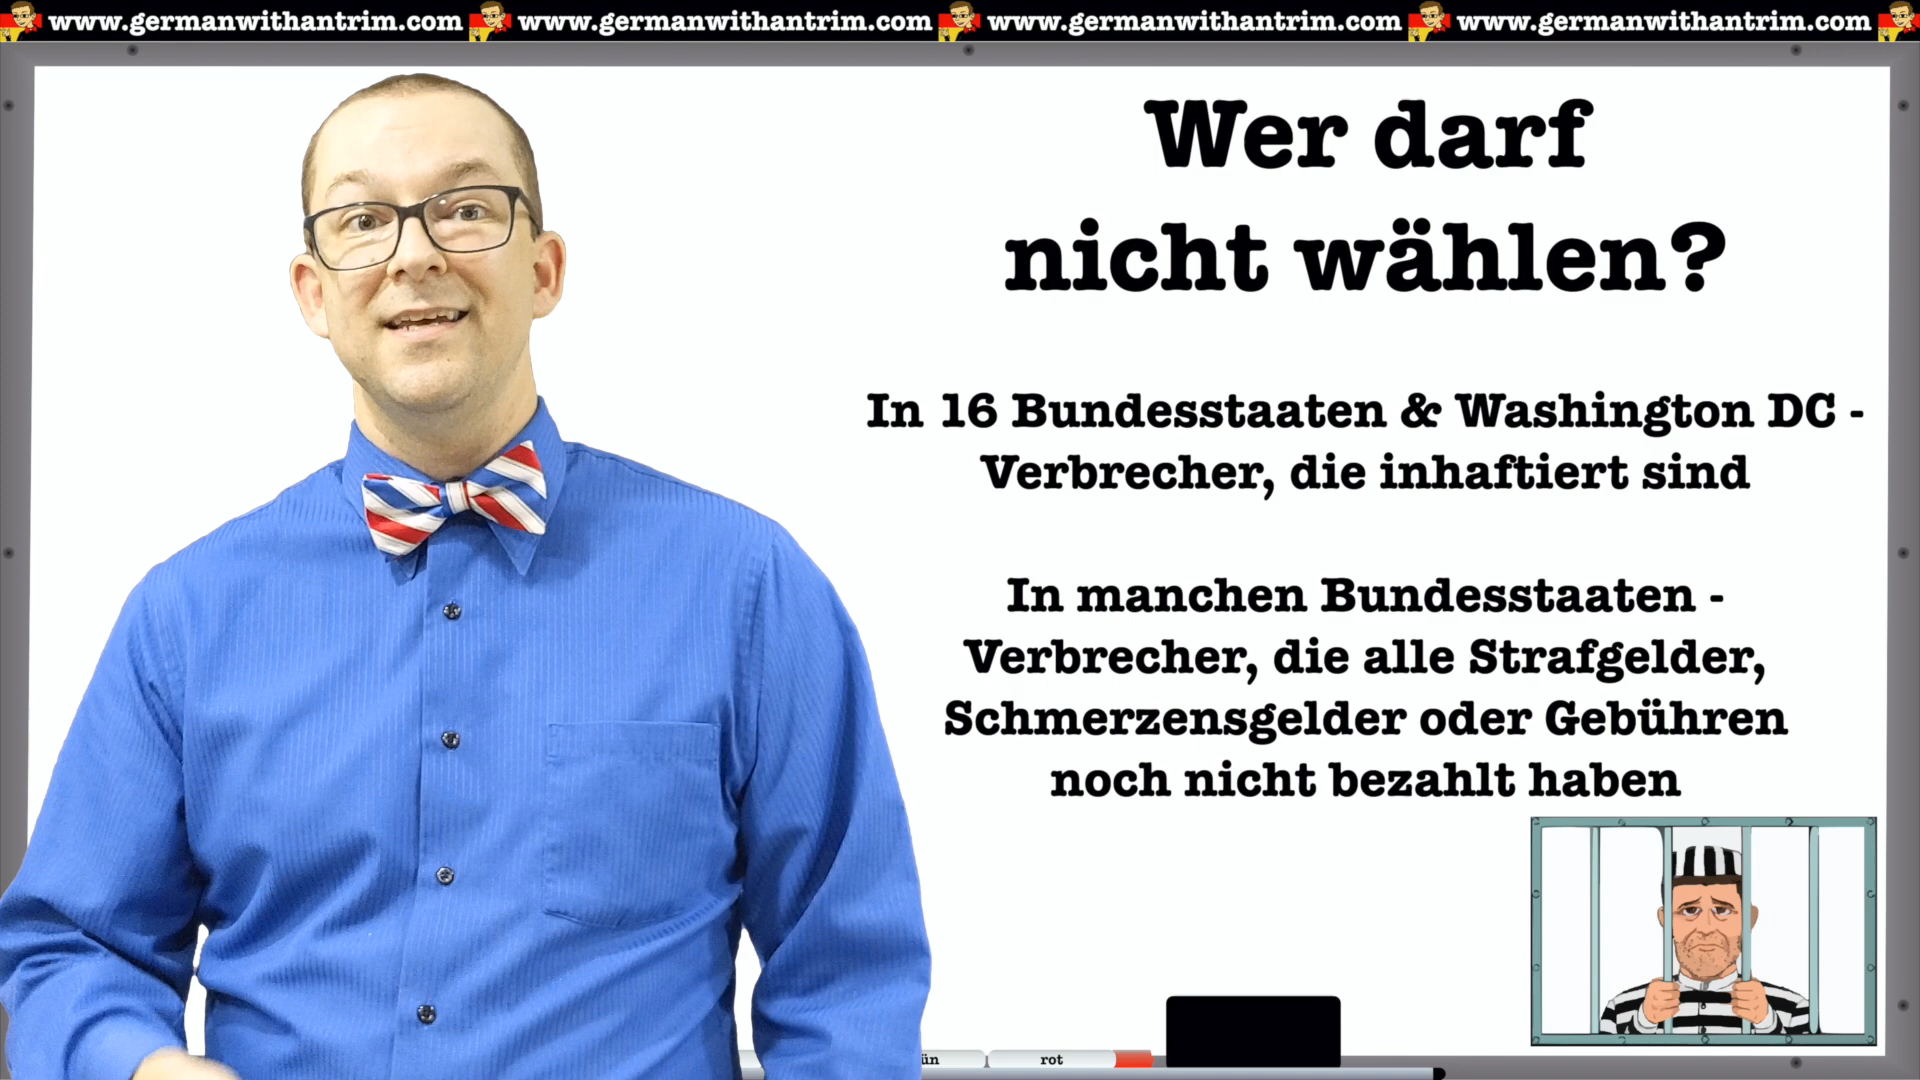 www.germanwithantrim.com www.germanwithantrim.com www.germanwithantrim.com www.germanwithantrim.com
Wer darf
nicht wählen?
In 16 Bundesstaaten & Washington DC -
Verbrecher, die inhaftiert sind
In manchen Bundesstaaten -
Verbrecher, die alle Strafgelder,
Schmerzensgelder oder Gebühren
noch nicht bezahlt haben
ün rot